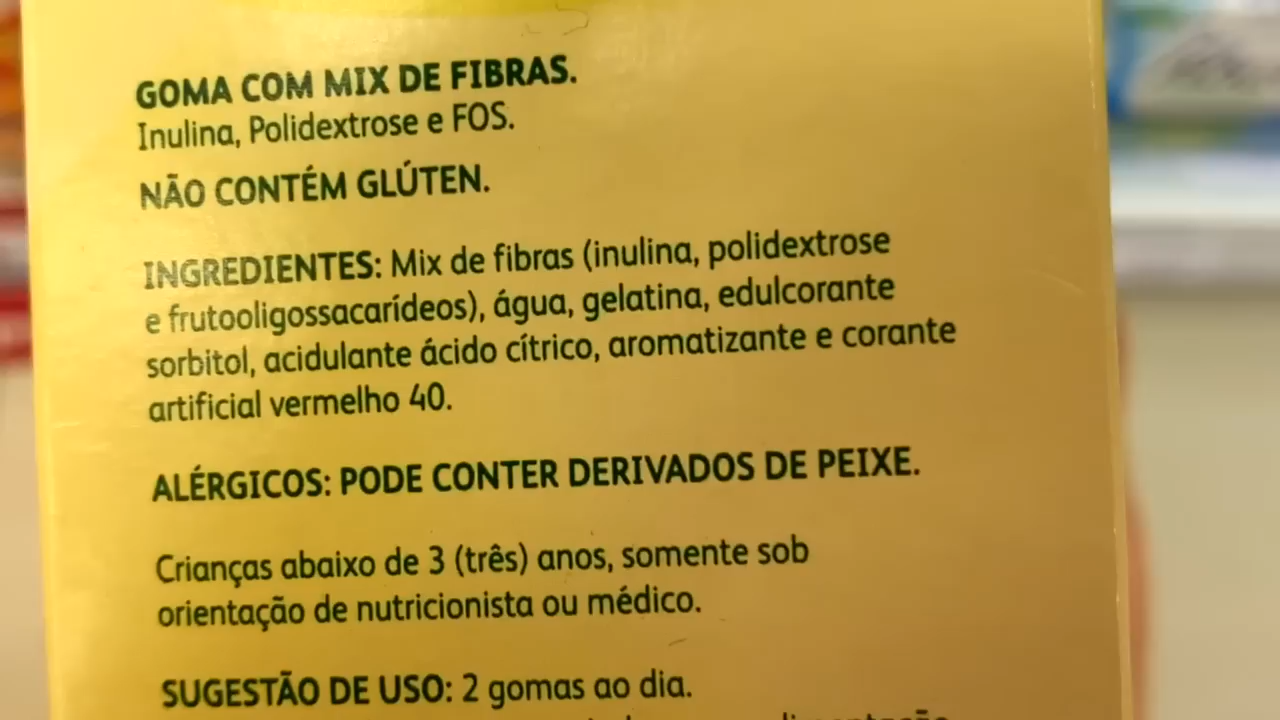 GOMA COM MIX DE FIBRAS.
Inulina, Polidextrose e FOS.
NÃO CONTÉM GLÚTEN.
INGREDIENTES: Mix de fibras (inulina, polidextrose
e frutooligossacarídeos), água, gelatina, edulcorante
sorbitol, acidulante ácido cítrico, aromatizante e corante
artificial vermelho 40.
ALÉRGICOS: PODE CONTER DERIVADOS DE PEIXE.
Crianças abaixo de 3 (três) anos, somente sob
orientação de nutricionista ou médico.
SUGESTÃO DE USO: 2 gomas ao dia.